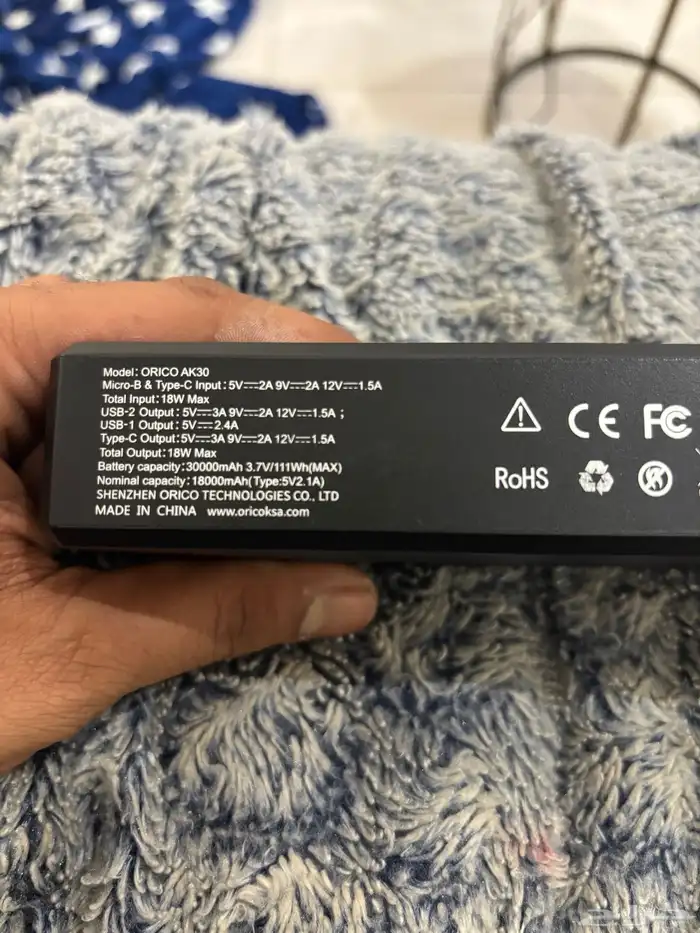 Model: ORICO AK30
Micro-B & Type-C Input: 5V⎓2A 9V⎓2A 12V⎓1.5A
Total Input:18W Max
USB-2 Output : 5V⎓3A 9V⎓2A 12V⎓1.5A ;
USB-1 Output : 5V⎓2.4A
Type-C Output:5V⎓3A 9V⎓2A 12V⎓1.5A
Total Output:18W Max
Battery capacity:30000mAh 3.7V/111Wh(MAX)
Nominal capacity:18000mAh(Type:5V2.1A)
SHENZHEN ORICO TECHNOLOGIES CO., LTD
MADE IN CHINA www.oricoksa.com
CE FC
RoHS